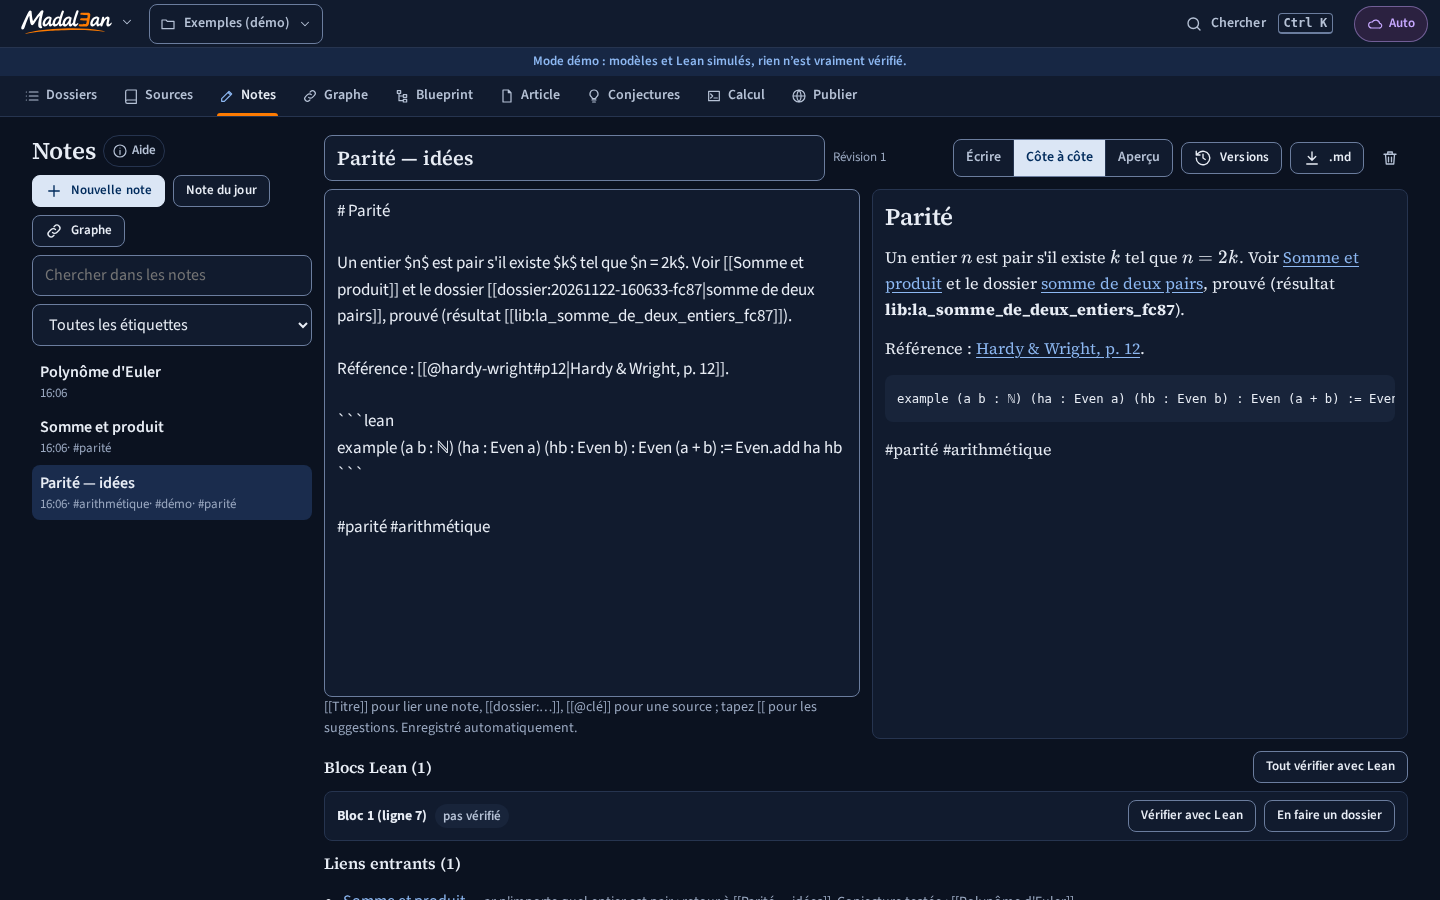 Madal3an
Exemples (démo)
Chercher Ctrl K
Auto
Mode démo : modèles et Lean simulés, rien n’est vraiment vérifié.
Dossiers
Sources
Notes
Graphe
Blueprint
Article
Conjectures
Calcul
Publier
Notes
Aide
Nouvelle note
Note du jour
Graphe
Chercher dans les notes
Toutes les étiquettes
Polynôme d'Euler
16:06
Somme et produit
16:06· #parité
Parité — idées
16:06· #arithmétique· #démo· #parité
Parité — idées
Révision 1
Écrire
Côte à côte
Aperçu
Versions
.md
# Parité
Un entier $n$ est pair s'il existe $k$ tel que $n = 2k$. Voir [[Somme et
produit]] et le dossier [[dossier:20261122-160633-fc87|somme de deux
pairs]], prouvé (résultat [[lib:la_somme_de_deux_entiers_fc87]]).
Référence : [[@hardy-wright#p12|Hardy & Wright, p. 12]].
```lean
example (a b : ℕ) (ha : Even a) (hb : Even b) : Even (a + b) := Even.add ha hb
```
#parité #arithmétique
[[Titre]] pour lier une note, [[dossier:…]], [[@clé]] pour une source ; tapez [[ pour les
suggestions. Enregistré automatiquement.
Parité
Un entier n est pair s'il existe k tel que n = 2k. Voir Somme et
produit et le dossier somme de deux pairs, prouvé (résultat
lib:la_somme_de_deux_entiers_fc87).
Référence : Hardy & Wright, p. 12.
example (a b : ℕ) (ha : Even a) (hb : Even b) : Even (a + b) := Even
#parité #arithmétique
Blocs Lean (1)
Tout vérifier avec Lean
Bloc 1 (ligne 7)
pas vérifié
Vérifier avec Lean
En faire un dossier
Liens entrants (1)